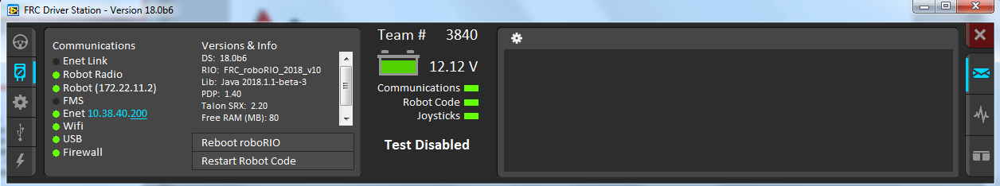 FRC Driver Station - Version 18.0b6
Communications
Enet Link
Robot Radio
Robot (172.22.11.2)
FMS
Enet 10.38.40.200
Wifi
USB
Firewall
Versions & Info
DS: 18.0b6
RIO: FRC_roboRIO_2018_v10
Lib: Java 2018.1.1-beta-3
PDP: 1.40
Talon SRX: 2.20
Free RAM (MB): 80
Reboot roboRIO
Restart Robot Code
Team # 3840
12.12 V
Communications
Robot Code
Joysticks
Test Disabled